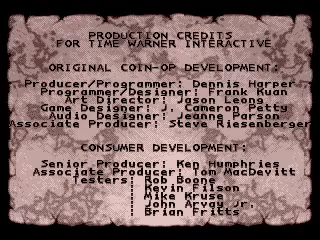 PRODUCTION CREDITS
FOR TIME WARNER INTERACTIVE
ORIGINAL COIN-OP DEVELOPMENT:
Producer/Programmer: Dennis Harper
Programmer/Designer: Frank Kuan
Art Director: Jason Leong
Game Designer: J. Cameron Petty
Audio Designer: Jeanne Parson
Associate Producer: Steve Riesenberger
CONSUMER DEVELOPMENT:
Senior Producer: Ken Humphries
Associate Producer: Tom MacDevitt
Testers: Rob Boone
: Kevin Filson
: Mike Kruse
: John Arvay Jr.
: Brian Fritts